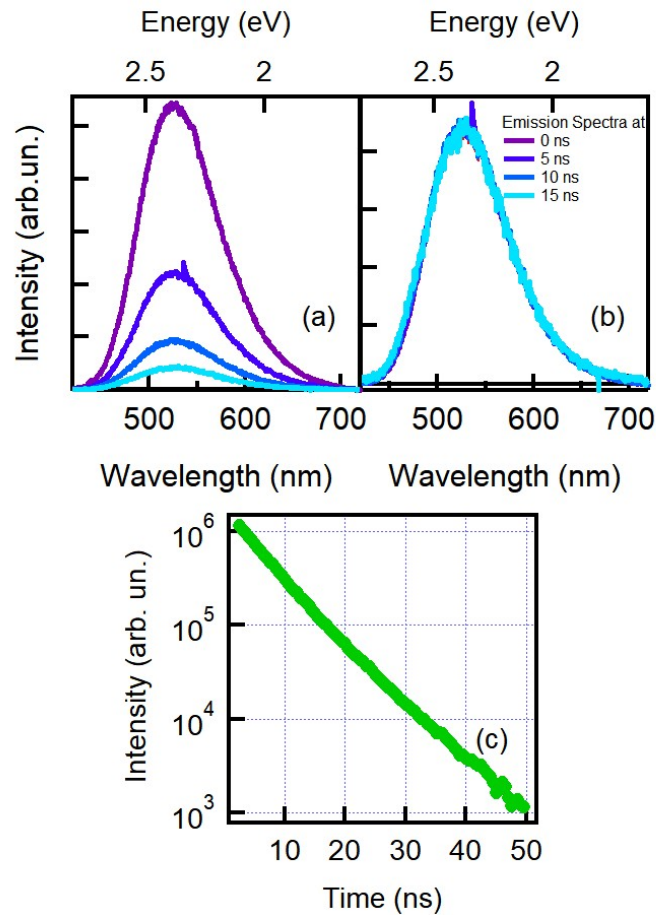 Energy (eV)
Energy (eV)
2.5
2
2.5
2
Intensity (arb.un.)
Emission Spectra at
0 ns
5 ns
10 ns
15 ns
(a)
(b)
500
600
700
500
600
700
Wavelength (nm)
Wavelength (nm)
Intensity (arb. un.)
10^6
10^5
10^4
10^3
(c)
10
20
30
40
50
Time (ns)